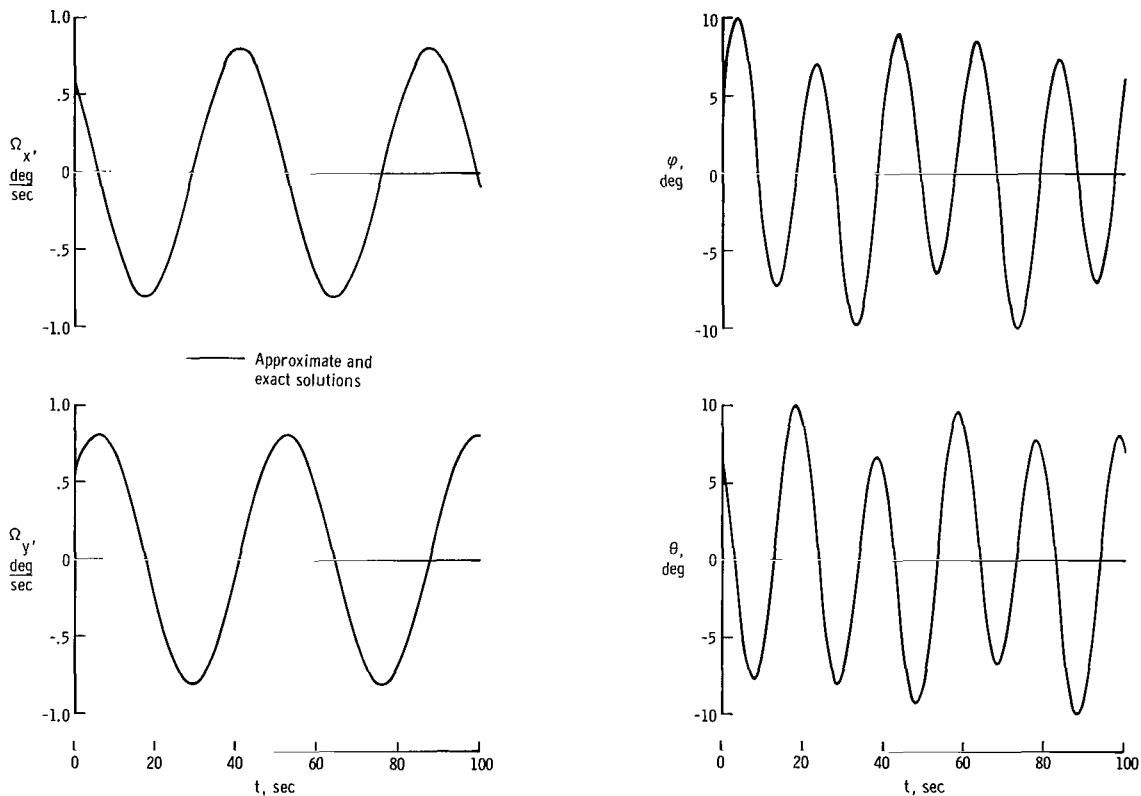 1.0
.5
Ωx,
deg
sec
0
-.5
-1.0
10
5
φ,
deg
0
-5
-10
Approximate and
exact solutions
1.0
.5
Ωy,
deg
sec
0
-.5
-1.0
0 20 40 60 80 100
t, sec
10
5
θ,
deg
0
-5
-10
0 20 40 60 80 100
t, sec